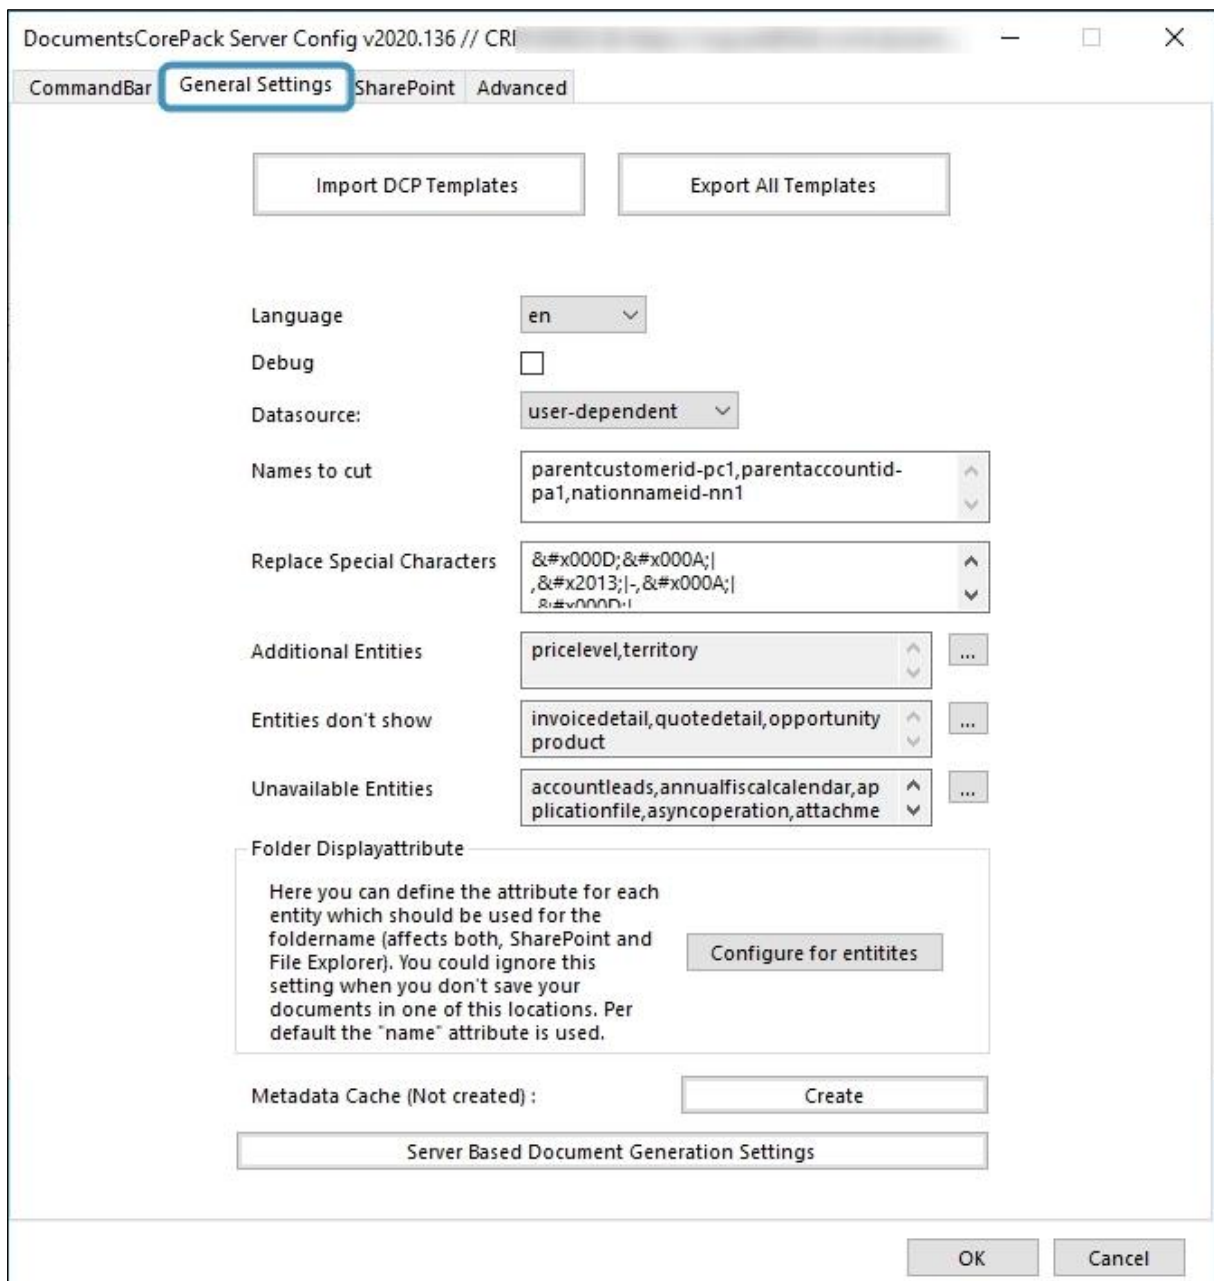 DocumentsCorePack Server Config v2020.136 // CRI
CommandBar General Settings SharePoint Advanced
Import DCP Templates Export All Templates
Language en
Debug
Datasource: user-dependent
Names to cut parentcustomerid-pc1,parentaccountid-
pa1,nationnameid-nn1
Replace Special Characters &#x000D;&#x000A;|
,&#x2013;|-,&#x000A;|
,&#x000D;|
Additional Entities pricelevel,territory ...
Entities don't show invoicedetail,quotedetail,opportunity ...
product
Unavailable Entities accountleads,annualfiscalcalendar,ap ...
plicationfile,asyncoperation,attachme
Folder Displayattribute
Here you can define the attribute for each
entity which should be used for the
foldername (affects both, SharePoint and
File Explorer). You could ignore this
setting when you don't save your
documents in one of this locations. Per
default the "name" attribute is used.
Configure for entitites
Metadata Cache (Not created) : Create
Server Based Document Generation Settings
OK Cancel